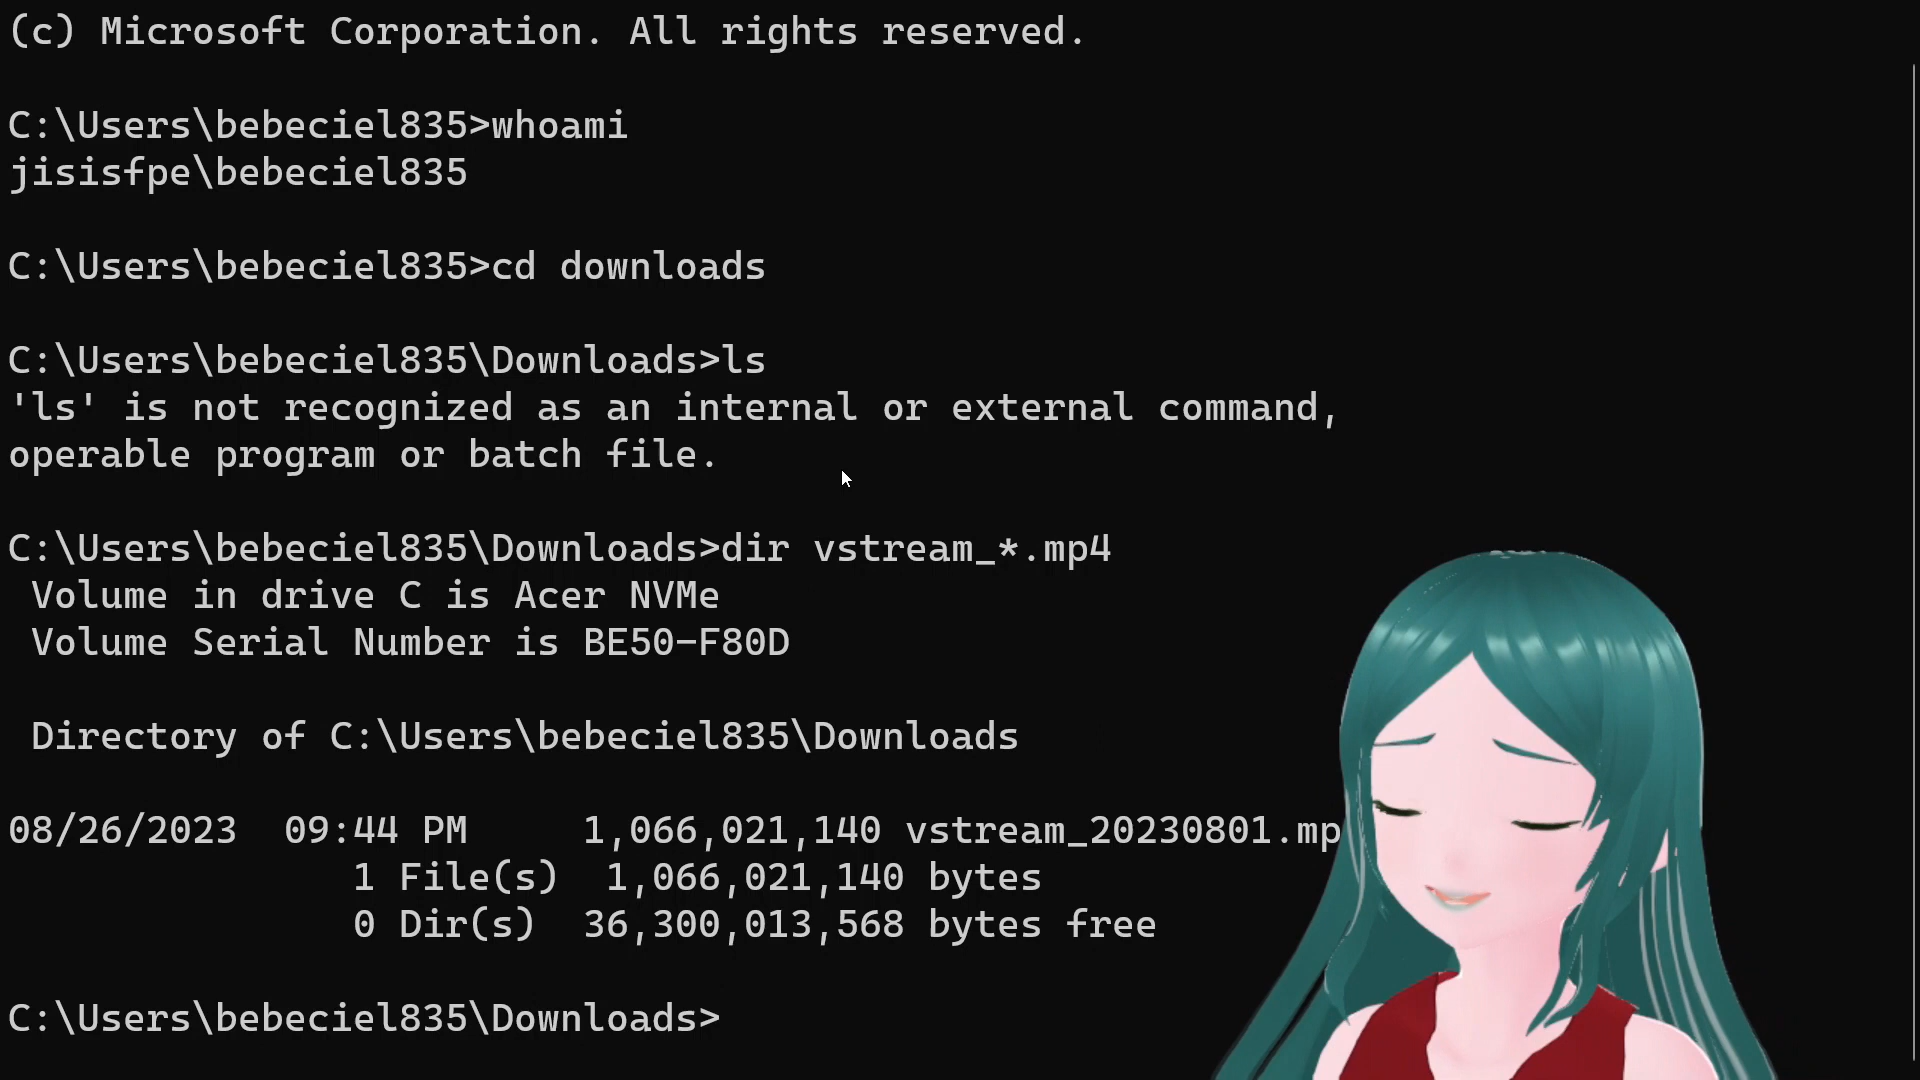 (c) Microsoft Corporation. All rights reserved.
C:\Users\bebeciel835>whoami
jisisfpe\bebeciel835
C:\Users\bebeciel835>cd downloads
C:\Users\bebeciel835\Downloads>ls
'ls' is not recognized as an internal or external command,
operable program or batch file.
C:\Users\bebeciel835\Downloads>dir vstream_*.mp4
Volume in drive C is Acer NVMe
Volume Serial Number is BE50-F80D
Directory of C:\Users\bebeciel835\Downloads
08/26/2023  09:44 PM     1,066,021,140 vstream_20230801.mp
1 File(s)  1,066,021,140 bytes
0 Dir(s)  36,300,013,568 bytes free
C:\Users\bebeciel835\Downloads>